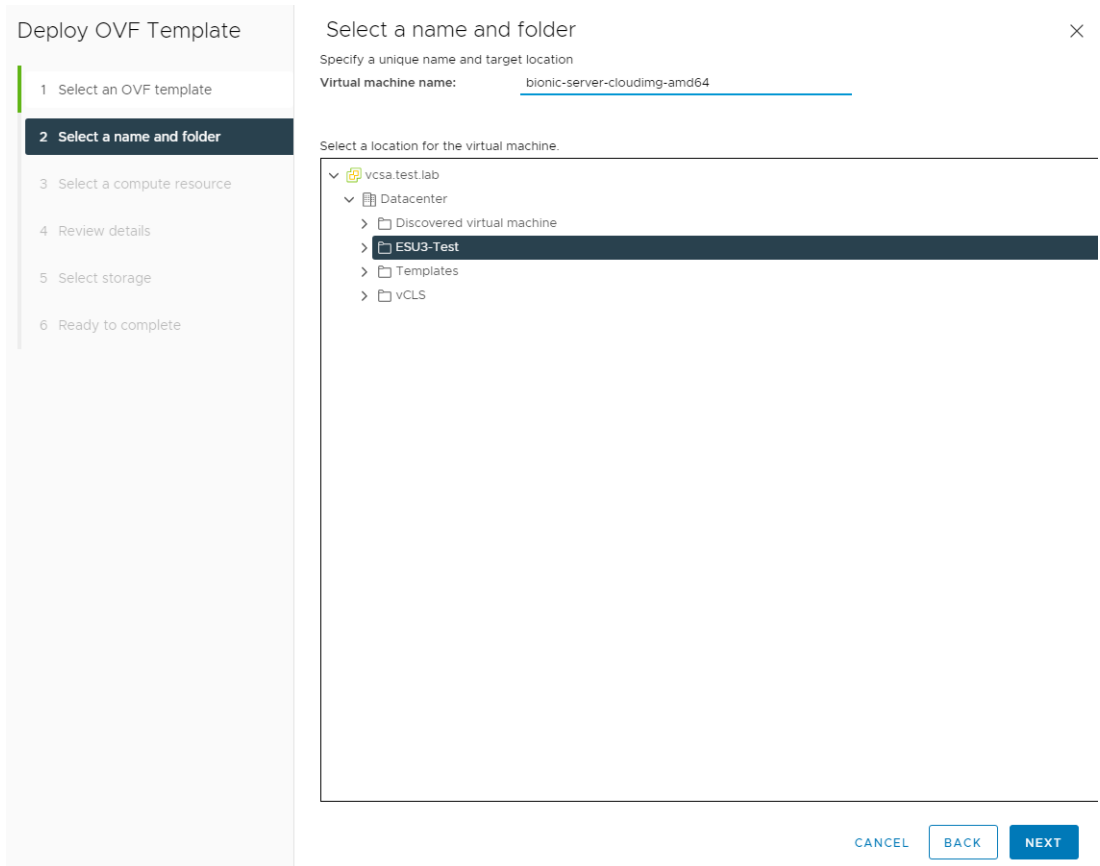 Deploy OVF Template
1 Select an OVF template
2 Select a name and folder
3 Select a compute resource
4 Review details
5 Select storage
6 Ready to complete
Select a name and folder
Specify a unique name and target location
Virtual machine name: bionic-server-cloudimg-amd64
Select a location for the virtual machine.
vcsa.test.lab
Datacenter
Discovered virtual machine
ESU3-Test
Templates
vCLS
CANCEL BACK NEXT